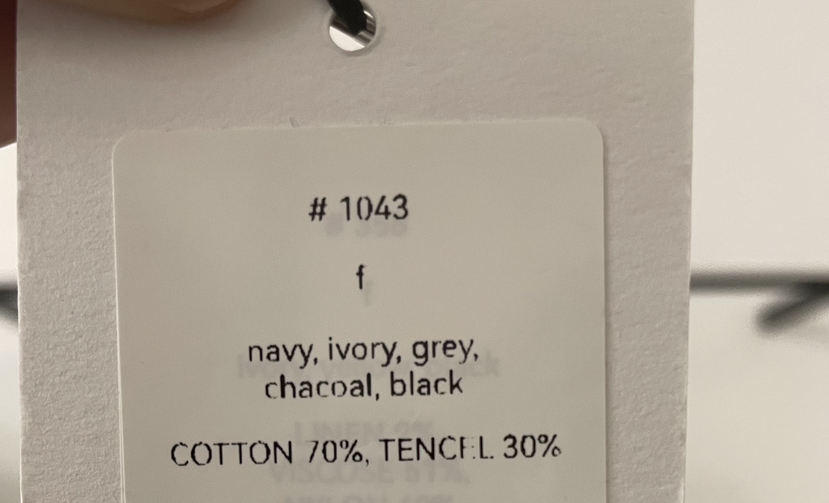 # 1043
f
navy, ivory, grey,
chacoal, black
COTTON 70%, TENCEL 30%